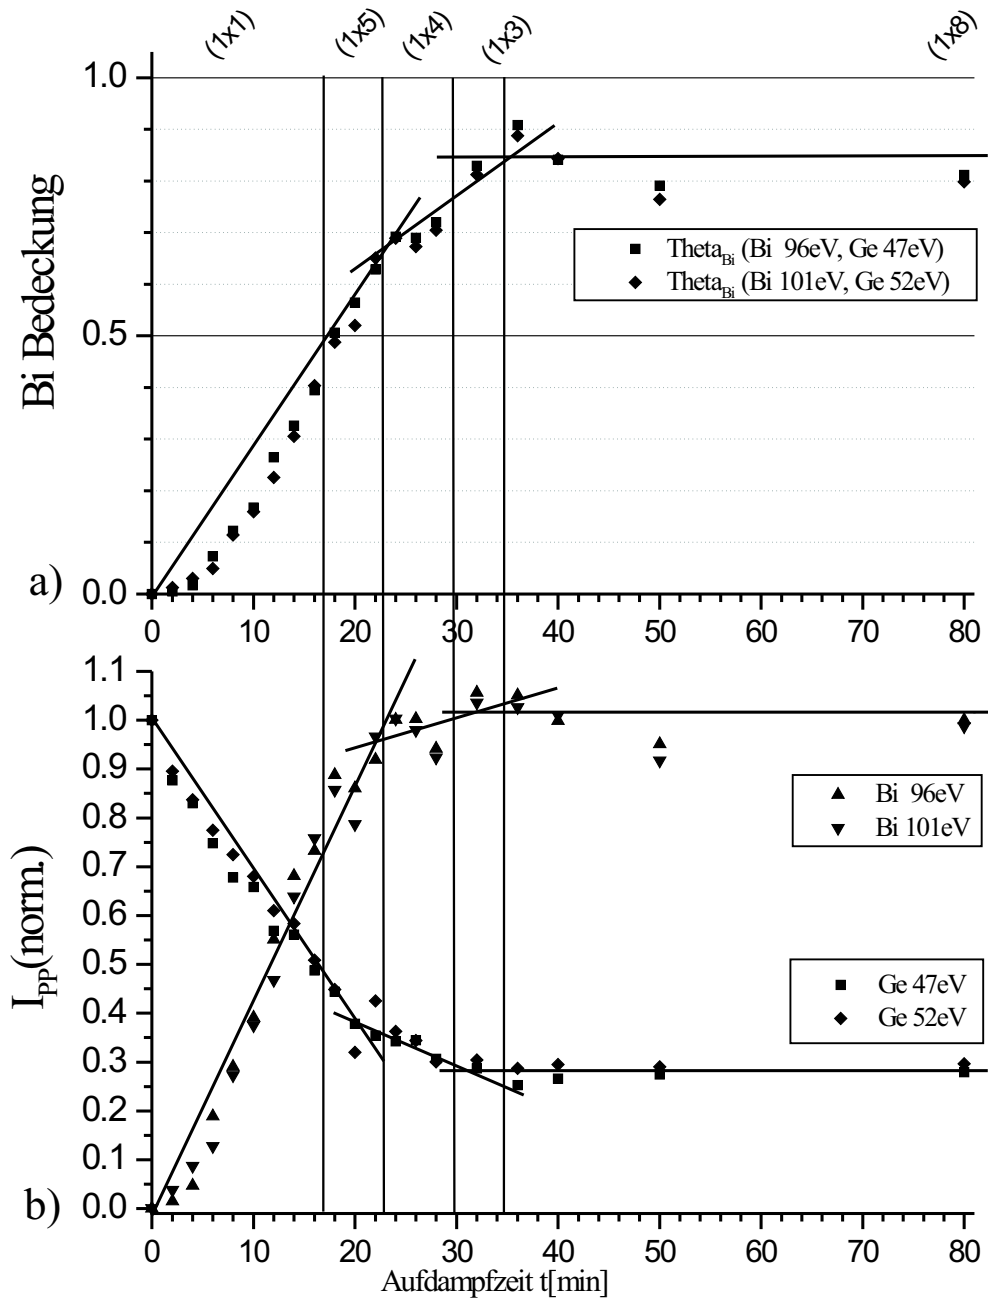 (1x1) (1x5) (1x4) (1x3) (1x8)
1.0
Bi Bedeckung
Theta_Bi (Bi 96eV, Ge 47eV)
Theta_Bi (Bi 101eV, Ge 52eV)
0.5
a)
0.0
0 10 20 30 40 50 60 70 80
1.1
1.0
0.9
0.8
0.7
0.6
0.5
0.4
0.3
0.2
0.1
0.0
I_PP(norm.)
Bi 96eV
Bi 101eV
Ge 47eV
Ge 52eV
b)
0 10 20 30 40 50 60 70 80
Aufdampfzeit t[min]